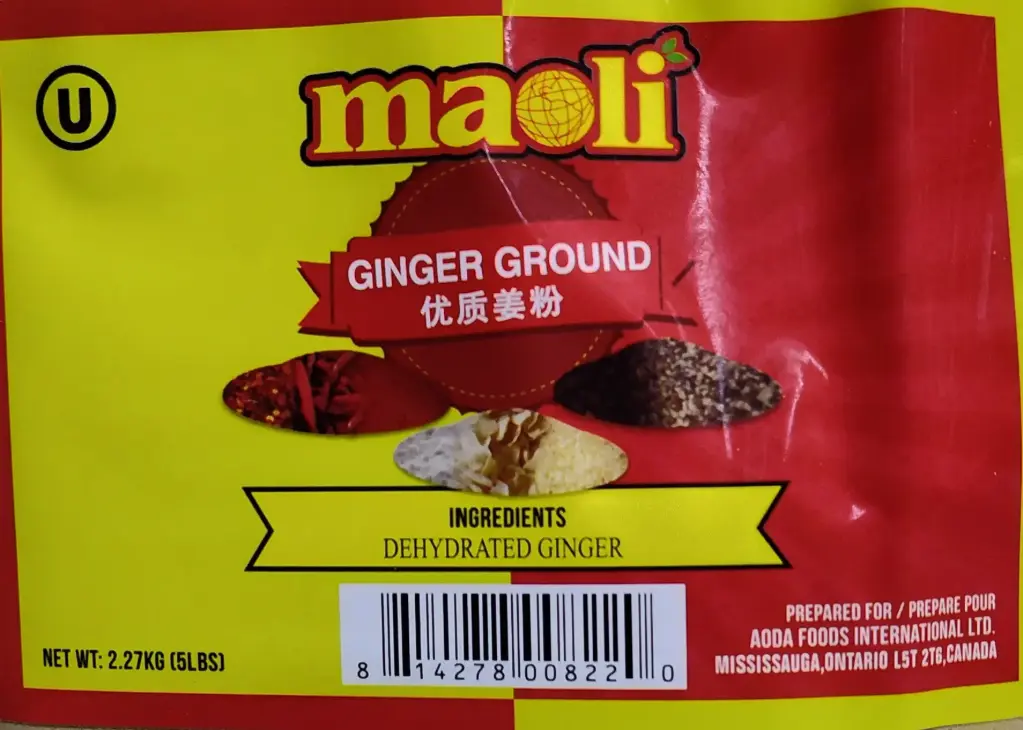 U
maoli
GINGER GROUND
优质姜粉
INGREDIENTS
DEHYDRATED GINGER
NET WT: 2.27KG (5LBS)
8 14278 00822 0
PREPARED FOR / PREPARE POUR
AODA FOODS INTERNATIONAL LTD.
MISSISSAUGA,ONTARIO L5T 2T6,CANADA